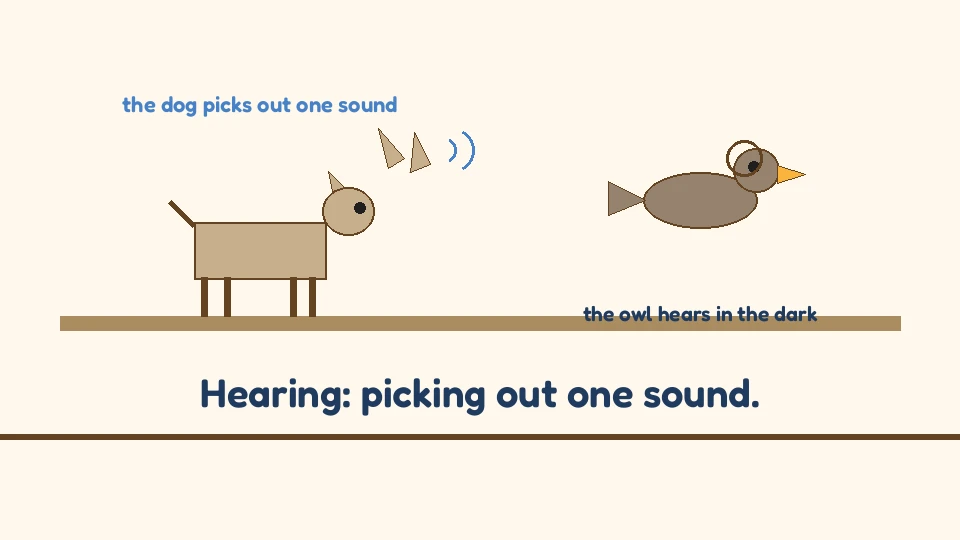 the dog picks out one sound
the owl hears in the dark
Hearing: picking out one sound.